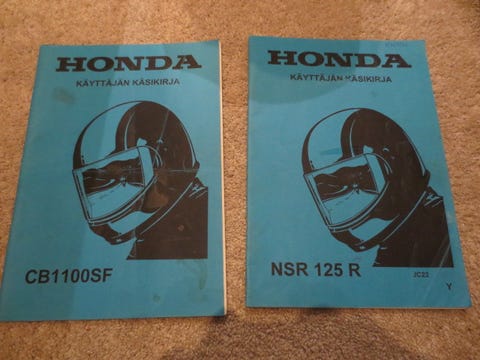 HONDA
KÄYTTÄJÄN KÄSIKIRJA
CB1100SF
HONDA
KÄYTTÄJÄN KÄSIKIRJA
NSR 125 R
JC22
Y